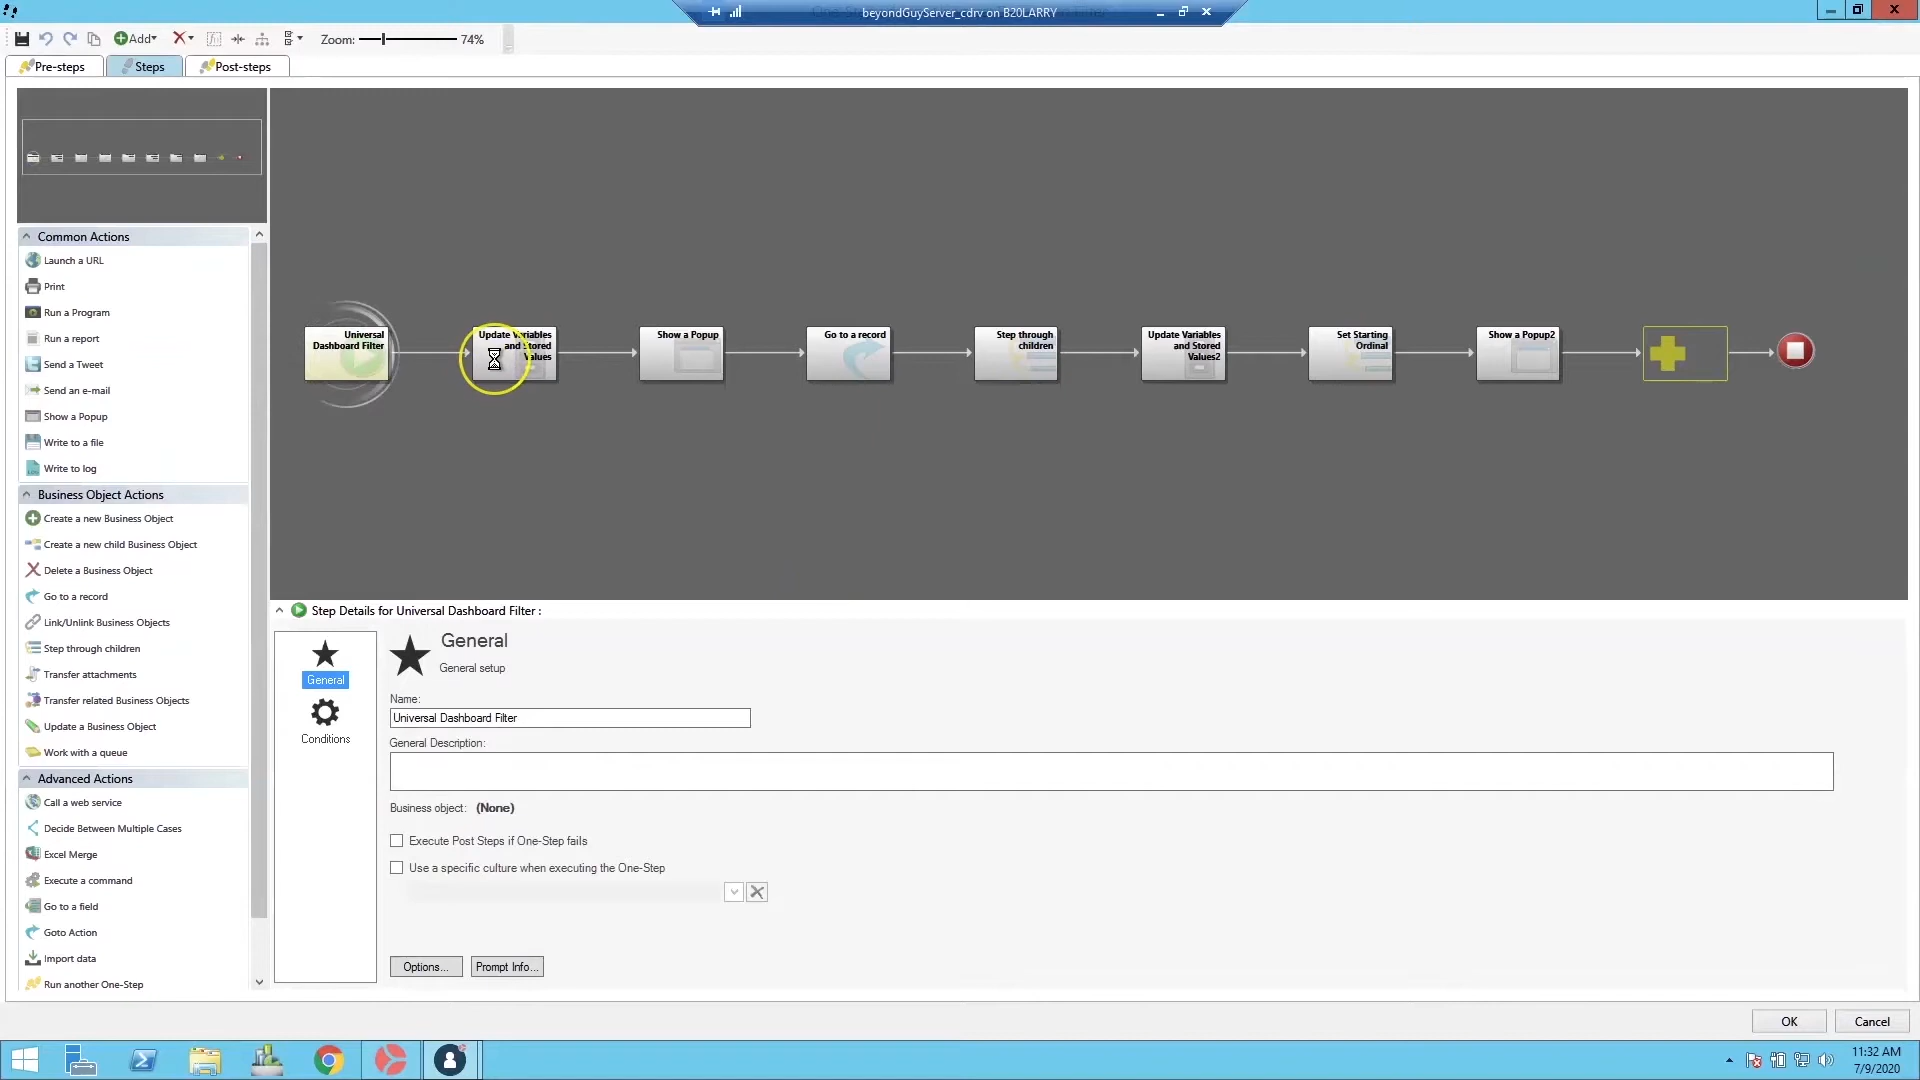 beyondGuyServer_cdrv on B20LARRY
Add
Zoom:
74%
Pre-steps
Steps
Post-steps
Universal
Dashboard Filter
Update Variables
and Stored
Values
Show a Popup
Go to a record
Step through
children
Update Variables
and Stored
Values2
Set Starting
Ordinal
Show a Popup2
Common Actions
Launch a URL
Print
Run a Program
Run a report
Send a Tweet
Send an e-mail
Show a Popup
Write to a file
Write to log
Business Object Actions
Create a new Business Object
Create a new child Business Object
Delete a Business Object
Go to a record
Link/Unlink Business Objects
Step through children
Transfer attachments
Transfer related Business Objects
Update a Business Object
Work with a queue
Advanced Actions
Call a web service
Decide Between Multiple Cases
Excel Merge
Execute a command
Go to a field
Goto Action
Import data
Run another One-Step
Step Details for Universal Dashboard Filter :
General
Conditions
General
General setup
Name:
Universal Dashboard Filter
General Description:
Business object: (None)
Execute Post Steps if One-Step fails
Use a specific culture when executing the One-Step
Options...
Prompt Info...
OK
Cancel
11:32 AM
7/9/2020